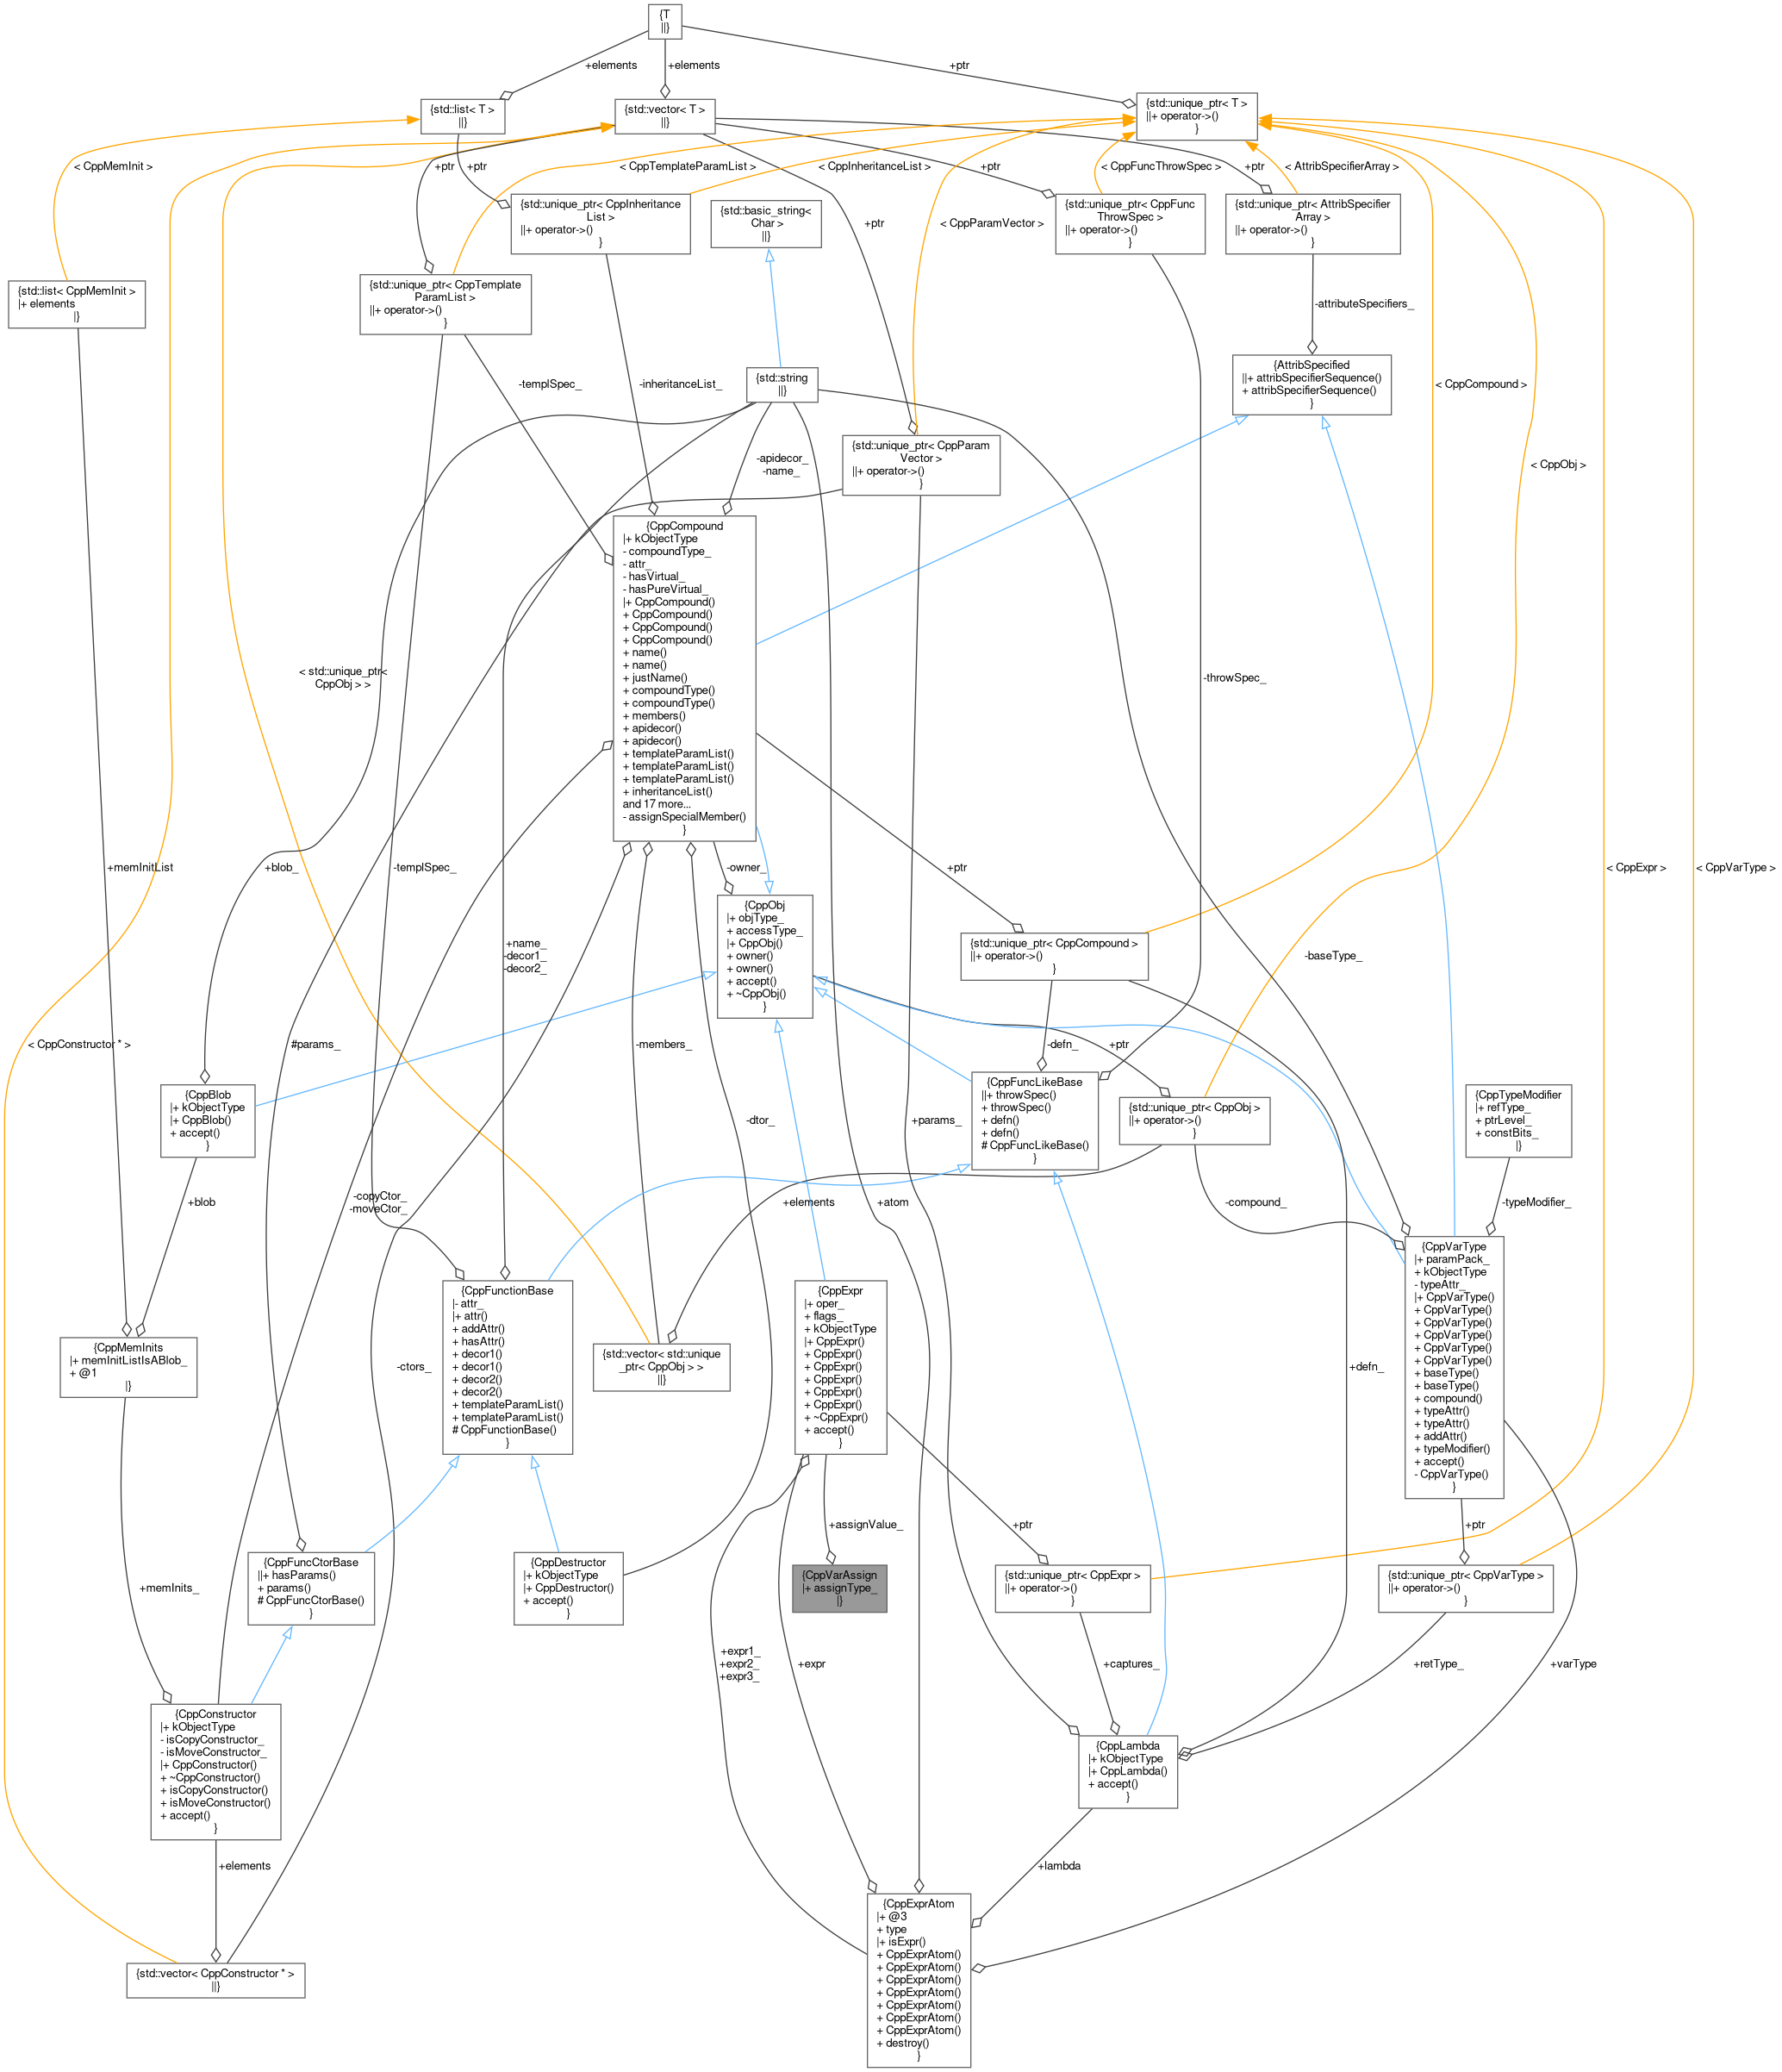 {T
||}
+elements
+elements
+ptr
{std::list< T >
||}
{std::vector< T >
||}
{std::unique_ptr< T >
||+ operator->()
}
< CppMemInit >
+ptr
+ptr
< CppTemplateParamList >
< CppInheritanceList >
+ptr
< CppFuncThrowSpec >
+ptr
< AttribSpecifierArray >
{std::unique_ptr< CppInheritance
List >
||+ operator->()
}
{std::basic_string<
Char >
||}
+ptr
< CppParamVector >
{std::unique_ptr< CppFunc
ThrowSpec >
||+ operator->()
}
{std::unique_ptr< AttribSpecifier
Array >
||+ operator->()
}
{std::list< CppMemInit >
|+ elements
|}
{std::unique_ptr< CppTemplate
ParamList >
||+ operator->()
}
-attributeSpecifiers_
-templSpec_
-inheritanceList_
{std::string
||}
{AttribSpecified
||+ attribSpecifierSequence()
+ attribSpecifierSequence()
}
< CppCompound >
-apidecor_
-name_
{std::unique_ptr< CppParam
Vector >
||+ operator->()
}
< CppObj >
{CppCompound
|+ kObjectType
- compoundType_
- attr_
- hasVirtual_
- hasPureVirtual_
|+ CppCompound()
+ CppCompound()
+ CppCompound()
+ CppCompound()
+ name()
+ name()
+ justName()
+ compoundType()
+ compoundType()
+ members()
+ apidecor()
+ apidecor()
+ templateParamList()
+ templateParamList()
+ templateParamList()
+ inheritanceList()
and 17 more...
- assignSpecialMember()
}
< std::unique_ptr<
CppObj > >
-throwSpec_
+memInitList
+blob_
-templSpec_
-owner_
+ptr
< CppExpr >
< CppVarType >
{CppObj
|+ objType_
+ accessType_
|+ CppObj()
+ owner()
+ owner()
+ accept()
+ ~CppObj()
}
+name_
-decor1_
-decor2_
{std::unique_ptr< CppCompound >
||+ operator->()
}
-baseType_
< CppConstructor * >
#params_
-members_
-defn_
+ptr
{CppBlob
|+ kObjectType
|+ CppBlob()
+ accept()
}
{CppFuncLikeBase
||+ throwSpec()
+ throwSpec()
+ defn()
+ defn()
# CppFuncLikeBase()
}
{std::unique_ptr< CppObj >
||+ operator->()
}
{CppTypeModifier
|+ refType_
+ ptrLevel_
+ constBits_
|}
-dtor_
+params_
+blob
-copyCtor_
-moveCtor_
+elements
+atom
-compound_
-typeModifier_
{CppVarType
|+ paramPack_
+ kObjectType
- typeAttr_
|+ CppVarType()
+ CppVarType()
+ CppVarType()
+ CppVarType()
+ CppVarType()
+ CppVarType()
+ baseType()
+ baseType()
+ compound()
+ typeAttr()
+ typeAttr()
+ addAttr()
+ typeModifier()
+ accept()
- CppVarType()
}
{CppFunctionBase
|- attr_
|+ attr()
+ addAttr()
+ hasAttr()
+ decor1()
+ decor1()
+ decor2()
+ decor2()
+ templateParamList()
+ templateParamList()
# CppFunctionBase()
}
{CppExpr
|+ oper_
+ flags_
+ kObjectType
|+ CppExpr()
+ CppExpr()
+ CppExpr()
+ CppExpr()
+ CppExpr()
+ CppExpr()
+ ~CppExpr()
+ accept()
}
{CppMemInits
|+ memInitListIsABlob_
+ @1
|}
-ctors_
{std::vector< std::unique
_ptr< CppObj > >
||}
+defn_
+assignValue_
+ptr
+ptr
{CppFuncCtorBase
||+ hasParams()
+ params()
# CppFuncCtorBase()
}
{CppDestructor
|+ kObjectType
|+ CppDestructor()
+ accept()
}
{CppVarAssign
|+ assignType_
|}
{std::unique_ptr< CppExpr >
||+ operator->()
}
{std::unique_ptr< CppVarType >
||+ operator->()
}
+memInits_
+expr1_
+expr2_
+expr3_
+expr
+captures_
+retType_
+varType
{CppConstructor
|+ kObjectType
- isCopyConstructor_
- isMoveConstructor_
|+ CppConstructor()
+ ~CppConstructor()
+ isCopyConstructor()
+ isMoveConstructor()
+ accept()
}
{CppLambda
|+ kObjectType
|+ CppLambda()
+ accept()
}
+elements
+lambda
{CppExprAtom
|+ @3
+ type
|+ isExpr()
+ CppExprAtom()
+ CppExprAtom()
+ CppExprAtom()
+ CppExprAtom()
+ CppExprAtom()
+ CppExprAtom()
+ CppExprAtom()
+ destroy()
}
{std::vector< CppConstructor * >
||}